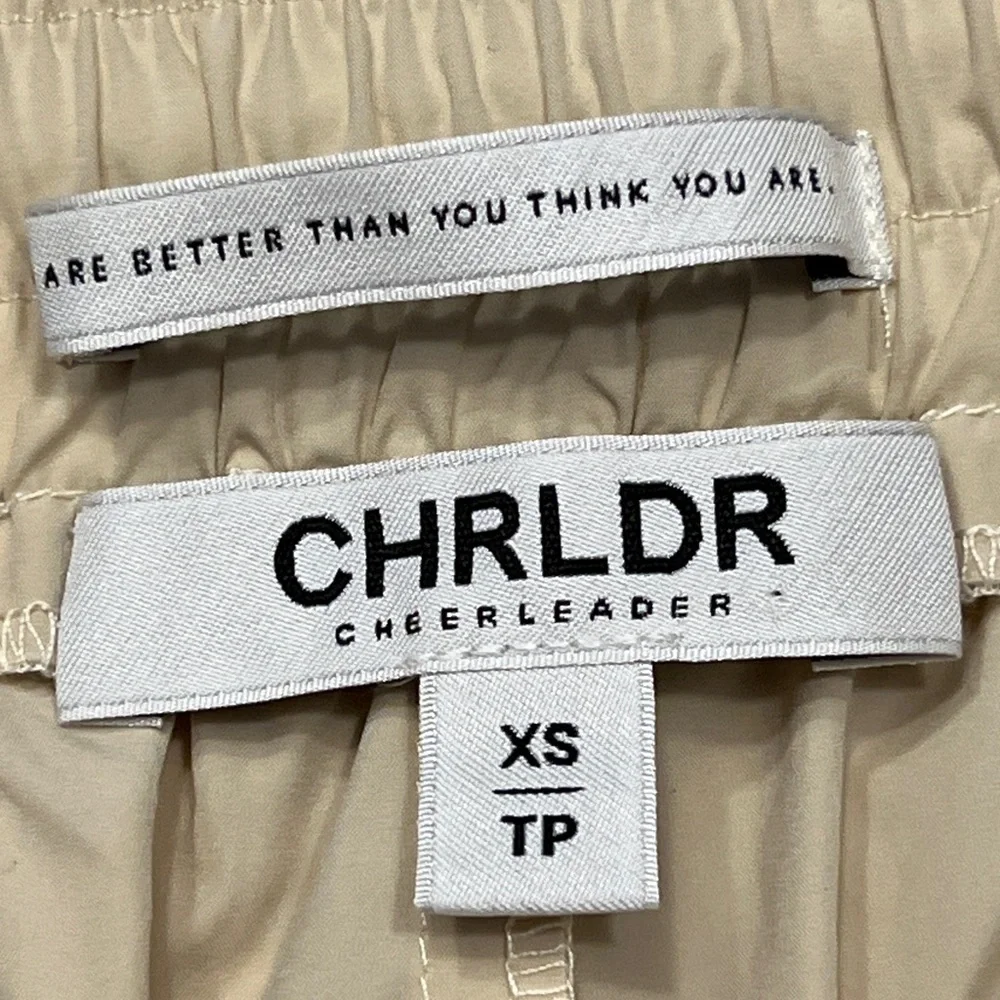 ARE BETTER THAN YOU THINK YOU ARE.
CHRLDR
CHEERLEADER
XS
TP